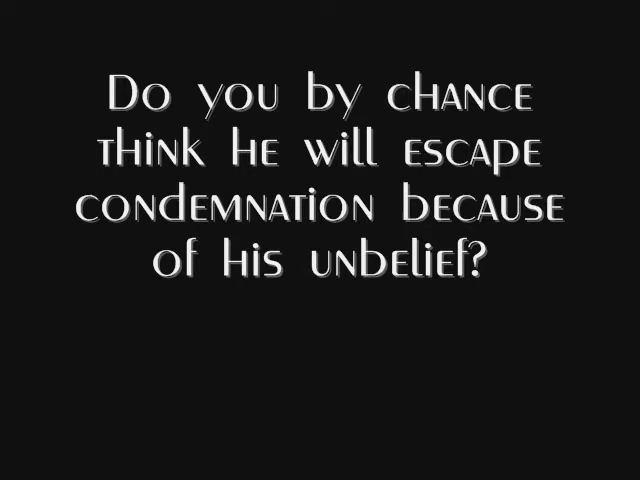 Do you by chance
think he will escape
condemnation because
of his unbelief?